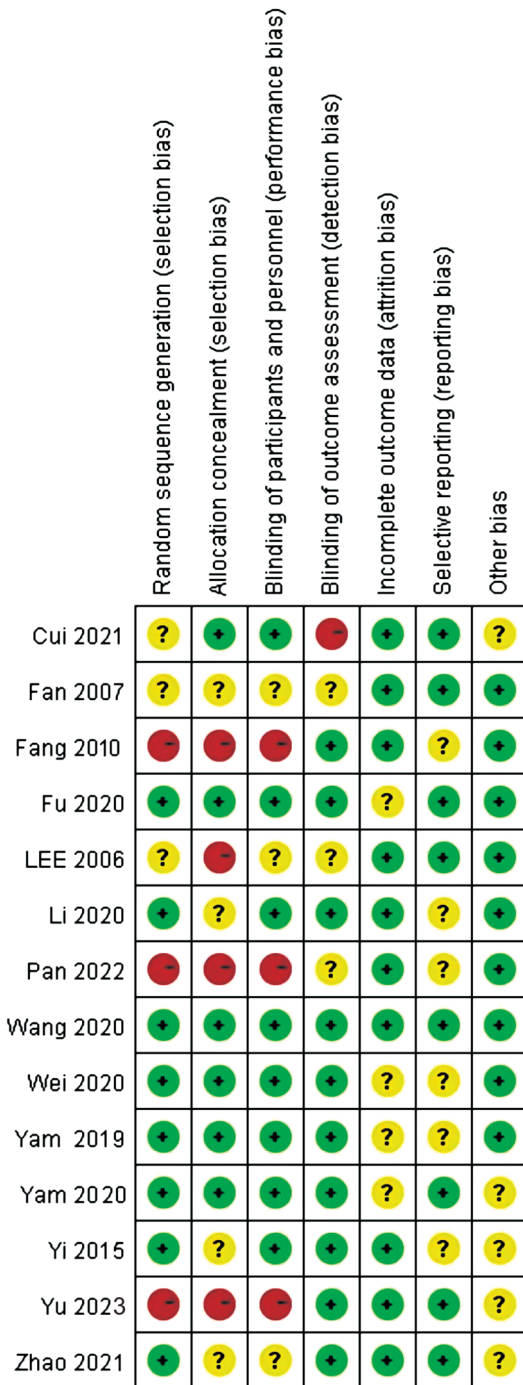 Random sequence generation (selection bias)
Allocation concealment (selection bias)
Blinding of participants and personnel (performance bias)
Blinding of outcome assessment (detection bias)
Incomplete outcome data (attrition bias)
Selective reporting (reporting bias)
Other bias
Cui 2021 ? + + - + + ?
Fan 2007 ? ? ? ? + + +
Fang 2010 - - - + + ? +
Fu 2020 + + + + ? + +
LEE 2006 ? - ? ? + + +
Li 2020 + ? + + + ? +
Pan 2022 - - - ? + ? +
Wang 2020 + + + + + + +
Wei 2020 + + + + ? ? +
Yam 2019 + + + + ? ? +
Yam 2020 + + + + ? + ?
Yi 2015 + ? + + + ? ?
Yu 2023 - - - + + + ?
Zhao 2021 + ? ? + + + ?